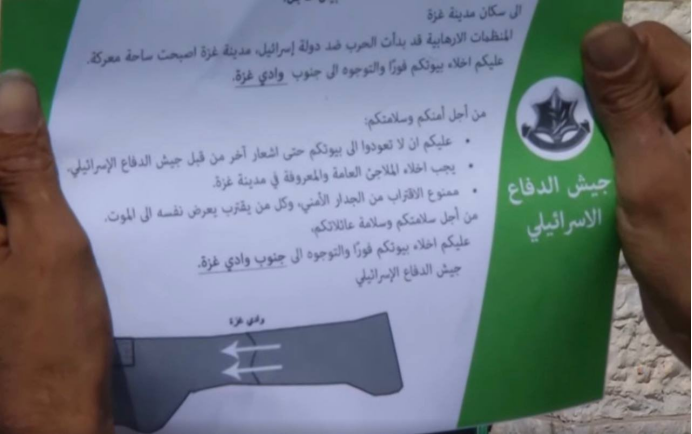 الى سكان مدينة غزة
المنظمات الارهابية قد بدأت الحرب ضد دولة إسرائيل، مدينة غزة اصبحت ساحة معركة.
عليكم اخلاء بيوتكم فورًا والتوجوه الى جنوب وادي غزة.
من أجل أمنكم وسلامتكم:
• عليكم ان لا تعودوا الى بيوتكم حتى اشعار آخر من قبل جيش الدفاع الإسرائيلي.
• يجب اخلاء الملاجئ العامة والمعروفة في مدينة غزة.
• ممنوع الاقتراب من الجدار الأمني، وكل من يقترب يعرض نفسه الى الموت.
من أجل سلامتكم وسلامة عائلاتكم،
عليكم اخلاء بيوتكم فورًا والتوجوه الى جنوب وادي غزة.
جيش الدفاع الإسرائيلي
وادي غزة
جيش الدفاع
الاسرائيلي